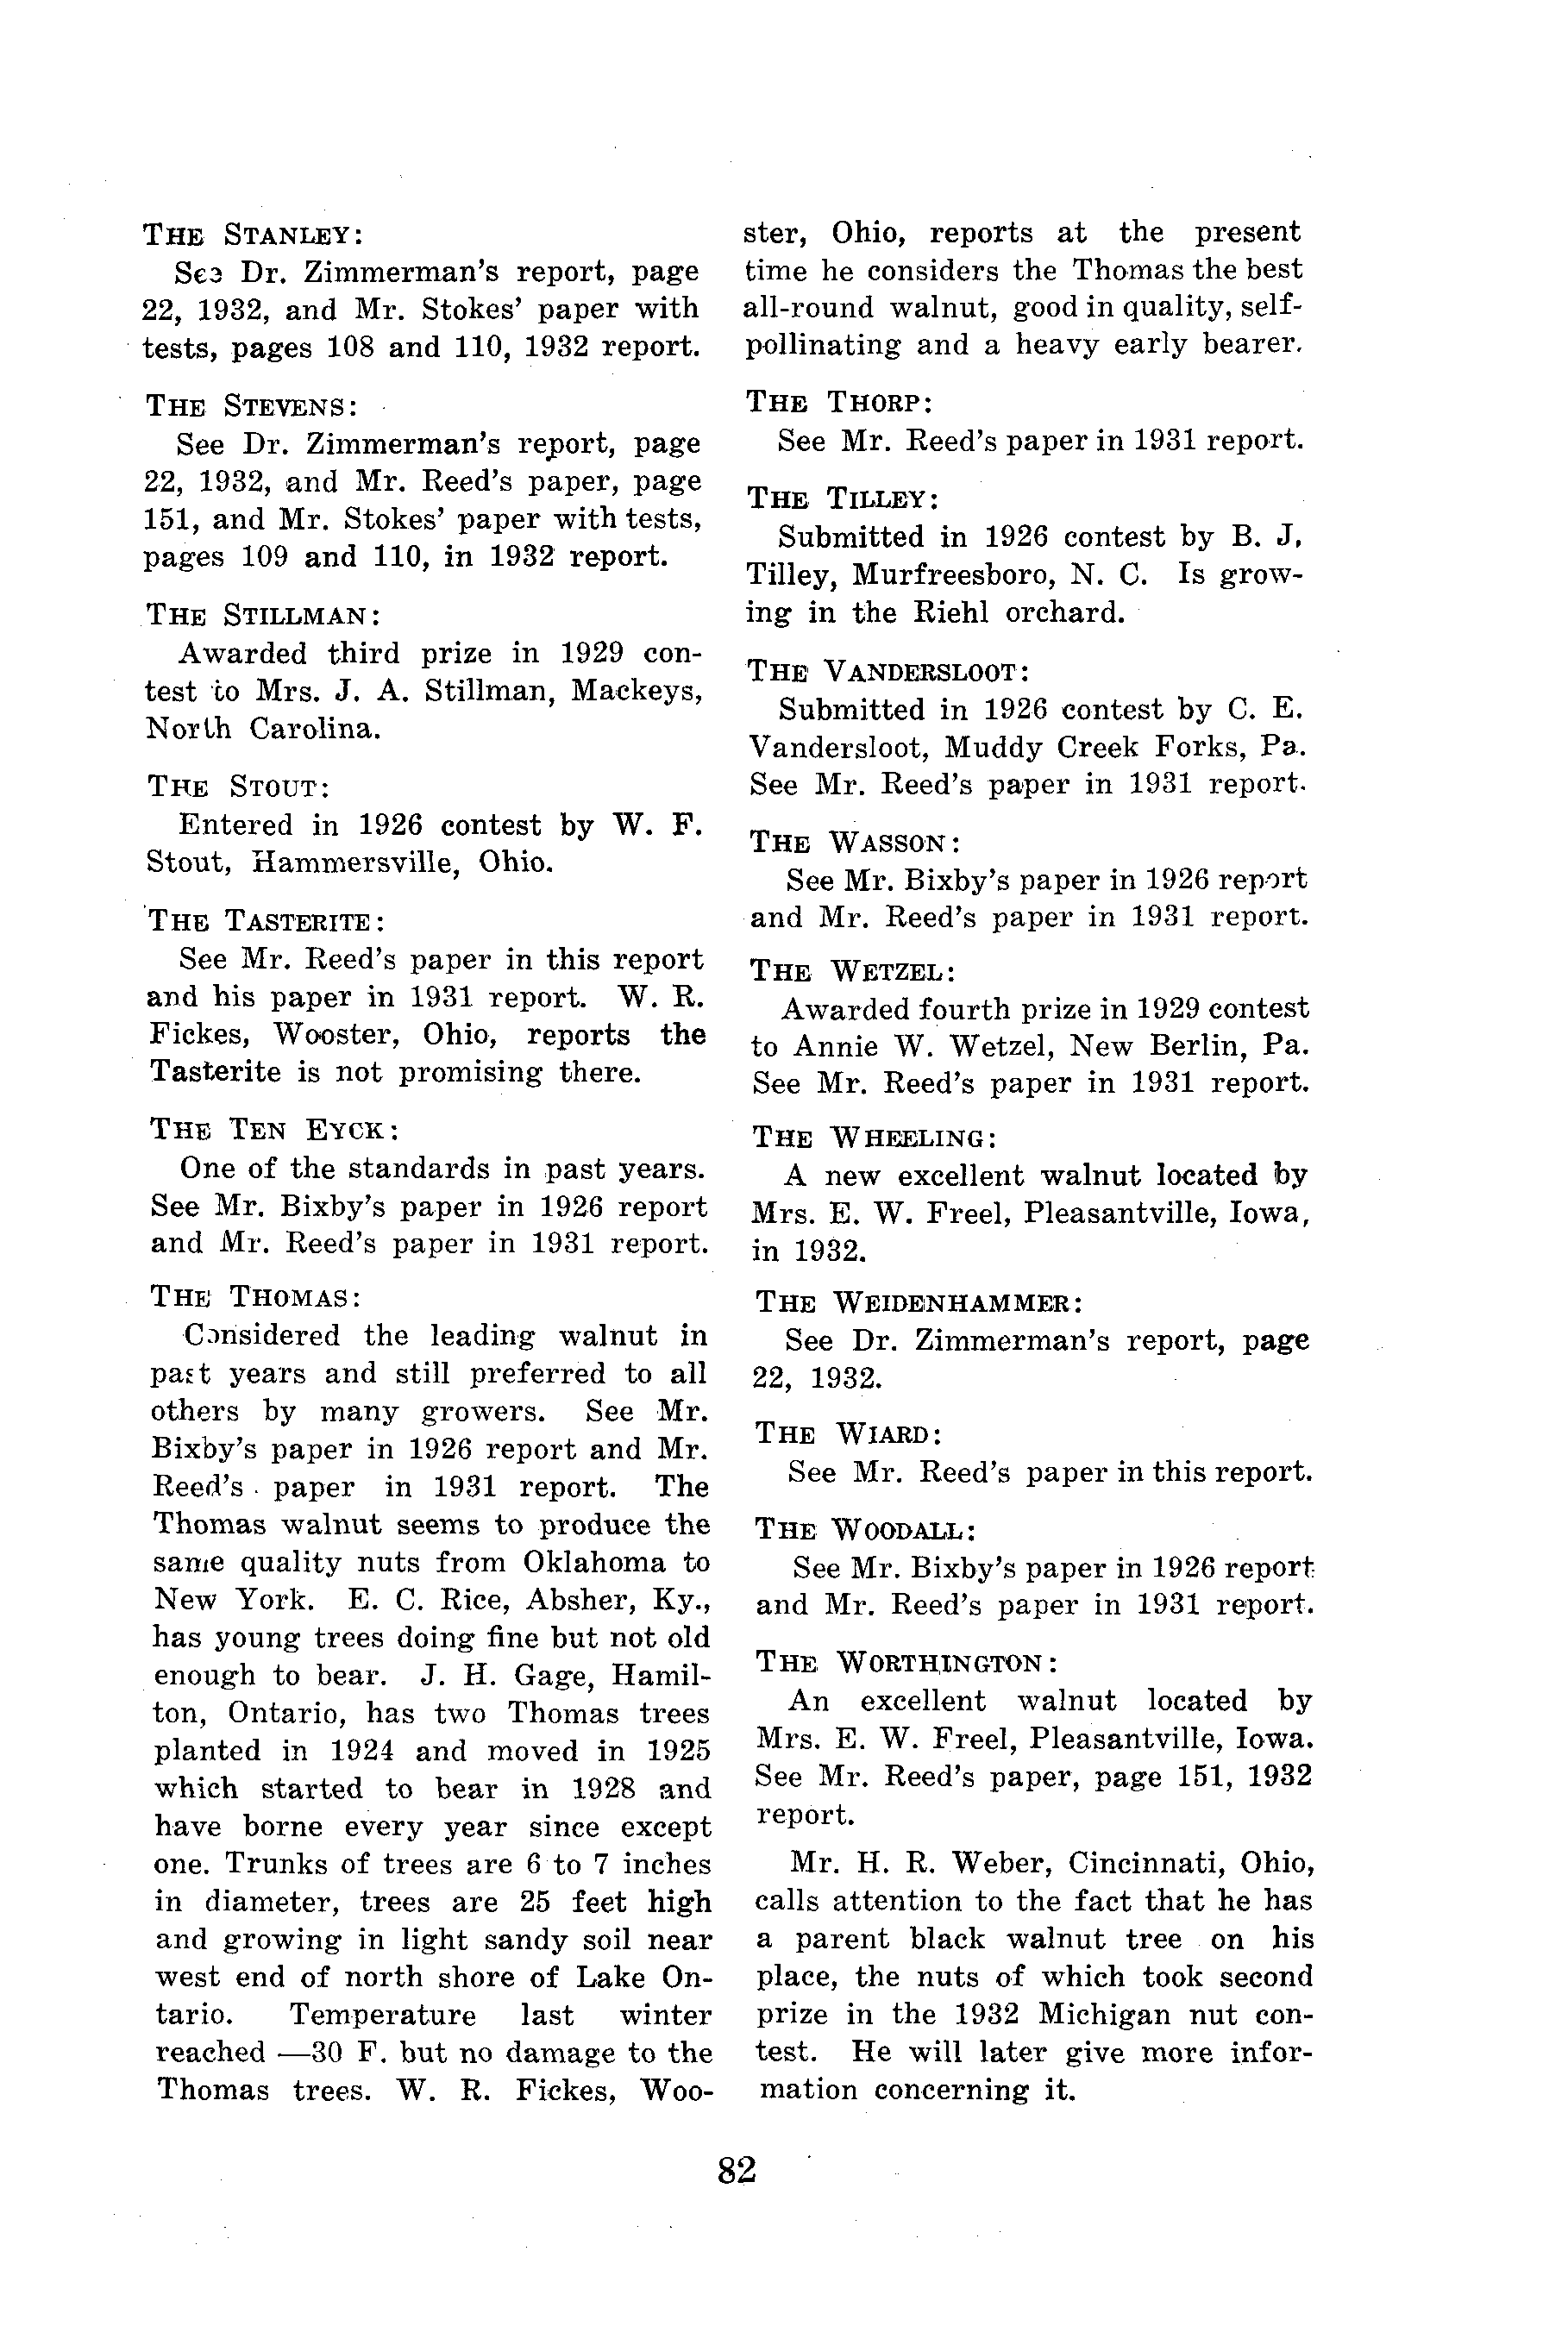 THE STANLEY:
See Dr. Zimmerman's report, page
22, 1932, and Mr. Stokes' paper with
tests, pages 108 and 110, 1932 report.
THE STEVENS:
See Dr. Zimmerman's report, page
22, 1932, and Mr. Reed's paper, page
151, and Mr. Stokes' paper with tests,
pages 109 and 110, in 1932 report.
THE STILLMAN:
Awarded third prize in 1929 con-
test to Mrs. J. A. Stillman, Mackeys,
North Carolina.
THE STOUT:
Entered in 1926 contest by W. F.
Stout, Hammersville, Ohio.
THE TASTERITE:
See Mr. Reed's paper in this report
and his paper in 1931 report. W. R.
Fickes, Wooster, Ohio, reports the
Tasterite is not promising there.
THE TEN EYCK:
One of the standards in past years.
See Mr. Bixby's paper in 1926 report
and Mr. Reed's paper in 1931 report.
THE THOMAS:
Considered the leading walnut in
past years and still preferred to all
others by many growers. See Mr.
Bixby's paper in 1926 report and Mr.
Reed's paper in 1931 report. The
Thomas walnut seems to produce the
same quality nuts from Oklahoma to
New York. E. C. Rice, Absher, Ky.,
has young trees doing fine but not old
enough to bear. J. H. Gage, Hamil-
ton, Ontario, has two Thomas trees
planted in 1924 and moved in 1925
which started to bear in 1928 and
have borne every year since except
one. Trunks of trees are 6 to 7 inches
in diameter, trees are 25 feet high
and growing in light sandy soil near
west end of north shore of Lake On-
tario. Temperature last winter
reached —30 F. but no damage to the
Thomas trees. W. R. Fickes, Woo-
ster, Ohio, reports at the present
time he considers the Thomas the best
all-round walnut, good in quality, self-
pollinating and a heavy early bearer.
THE THORP:
See Mr. Reed's paper in 1931 report.
THE TILLEY:
Submitted in 1926 contest by B. J,
Tilley, Murfreesboro, N. C. Is grow-
ing in the Riehl orchard.
THE VANDERSLOOT:
Submitted in 1926 contest by C. E.
Vandersloot, Muddy Creek Forks, Pa.
See Mr. Reed's paper in 1931 report.
THE WASSON:
See Mr. Bixby's paper in 1926 report
and Mr. Reed's paper in 1931 report.
THE WETZEL:
Awarded fourth prize in 1929 contest
to Annie W. Wetzel, New Berlin, Pa.
See Mr. Reed's paper in 1931 report.
THE WHEELING:
A new excellent walnut located by
Mrs. E. W. Freel, Pleasantville, Iowa,
in 1932.
THE WEIDENHAMMER:
See Dr. Zimmerman's report, page
22, 1932.
THE WIARD:
See Mr. Reed's paper in this report.
THE WOODALL:
See Mr. Bixby's paper in 1926 report
and Mr. Reed's paper in 1931 report.
THE WORTHINGTON:
An excellent walnut located by
Mrs. E. W. Freel, Pleasantville, Iowa.
See Mr. Reed's paper, page 151, 1932
report.
Mr. H. R. Weber, Cincinnati, Ohio,
calls attention to the fact that he has
a parent black walnut tree on his
place, the nuts of which took second
prize in the 1932 Michigan nut con-
test. He will later give more infor-
mation concerning it.
82